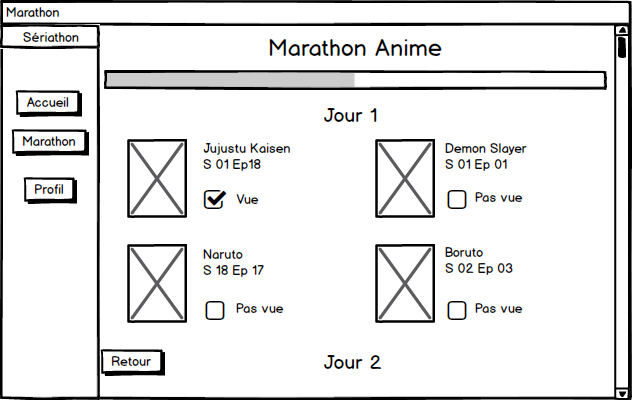 Marathon
Sēriathon
Marathon Anime
Accueil
Marathon
Profil
Jour 1
Jujustu Kaisen
S 01 Ep18
Vue
Demon Slayer
S 01 Ep 01
Pas vue
Naruto
S 18 Ep 17
Pas vue
Boruto
S 02 Ep 03
Pas vue
Retour
Jour 2